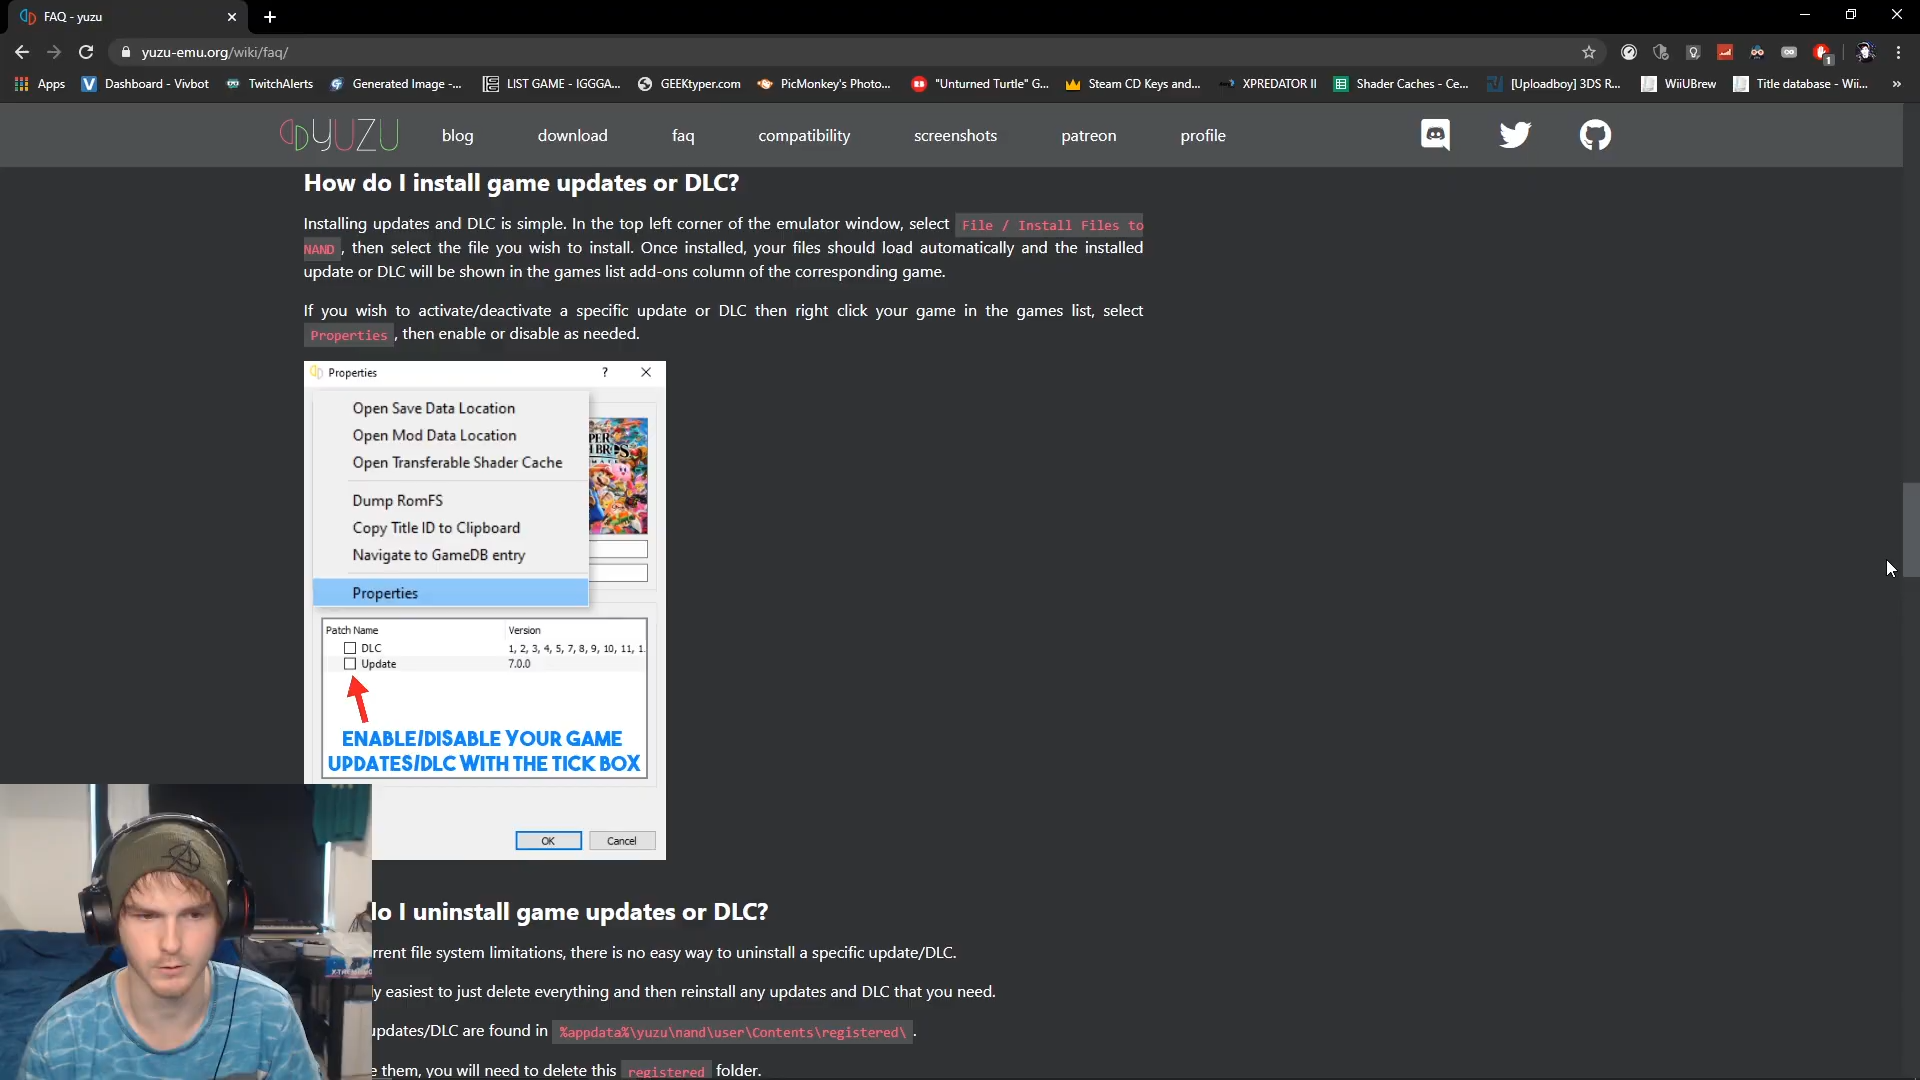 FAQ - yuzu
yuzu-emu.org/wiki/faq/
1
Apps
Dashboard - Vivbot
TwitchAlerts
Generated Image -...
LIST GAME - IGGGA...
GEEKtyper.com
PicMonkey's Photo...
"Unturned Turtle" G...
Steam CD Keys and...
XPREDATOR II
Shader Caches - Ce...
[Uploadboy] 3DS R...
WiiUBrew
Title database - Wii...
»
YUZU
blog
download
faq
compatibility
screenshots
patreon
profile
How do I install game updates or DLC?
Installing updates and DLC is simple. In the top left corner of the emulator window, select File / Install Files to
NAND , then select the file you wish to install. Once installed, your files should load automatically and the installed
update or DLC will be shown in the games list add-ons column of the corresponding game.
If you wish to activate/deactivate a specific update or DLC then right click your game in the games list, select
Properties , then enable or disable as needed.
Properties
?
Open Save Data Location
Open Mod Data Location
Open Transferable Shader Cache
Dump RomFS
Copy Title ID to Clipboard
Navigate to GameDB entry
Properties
Patch Name Version
DLC 1, 2, 3, 4, 5, 7, 8, 9, 10, 11, 1
Update 7.0.0
ENABLE/DISABLE YOUR GAME
UPDATES/DLC WITH THE TICK BOX
OK
Cancel
do I uninstall game updates or DLC?
rrent file system limitations, there is no easy way to uninstall a specific update/DLC.
ly easiest to just delete everything and then reinstall any updates and DLC that you need.
updates/DLC are found in %appdata%\yuzu\nand\user\Contents\registered\ .
e them, you will need to delete this registered folder.